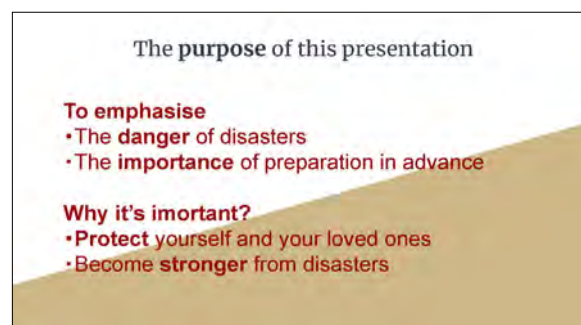 The purpose of this presentation
To emphasise
・The danger of disasters
・The importance of preparation in advance
Why it's imortant?
・Protect yourself and your loved ones
・Become stronger from disasters